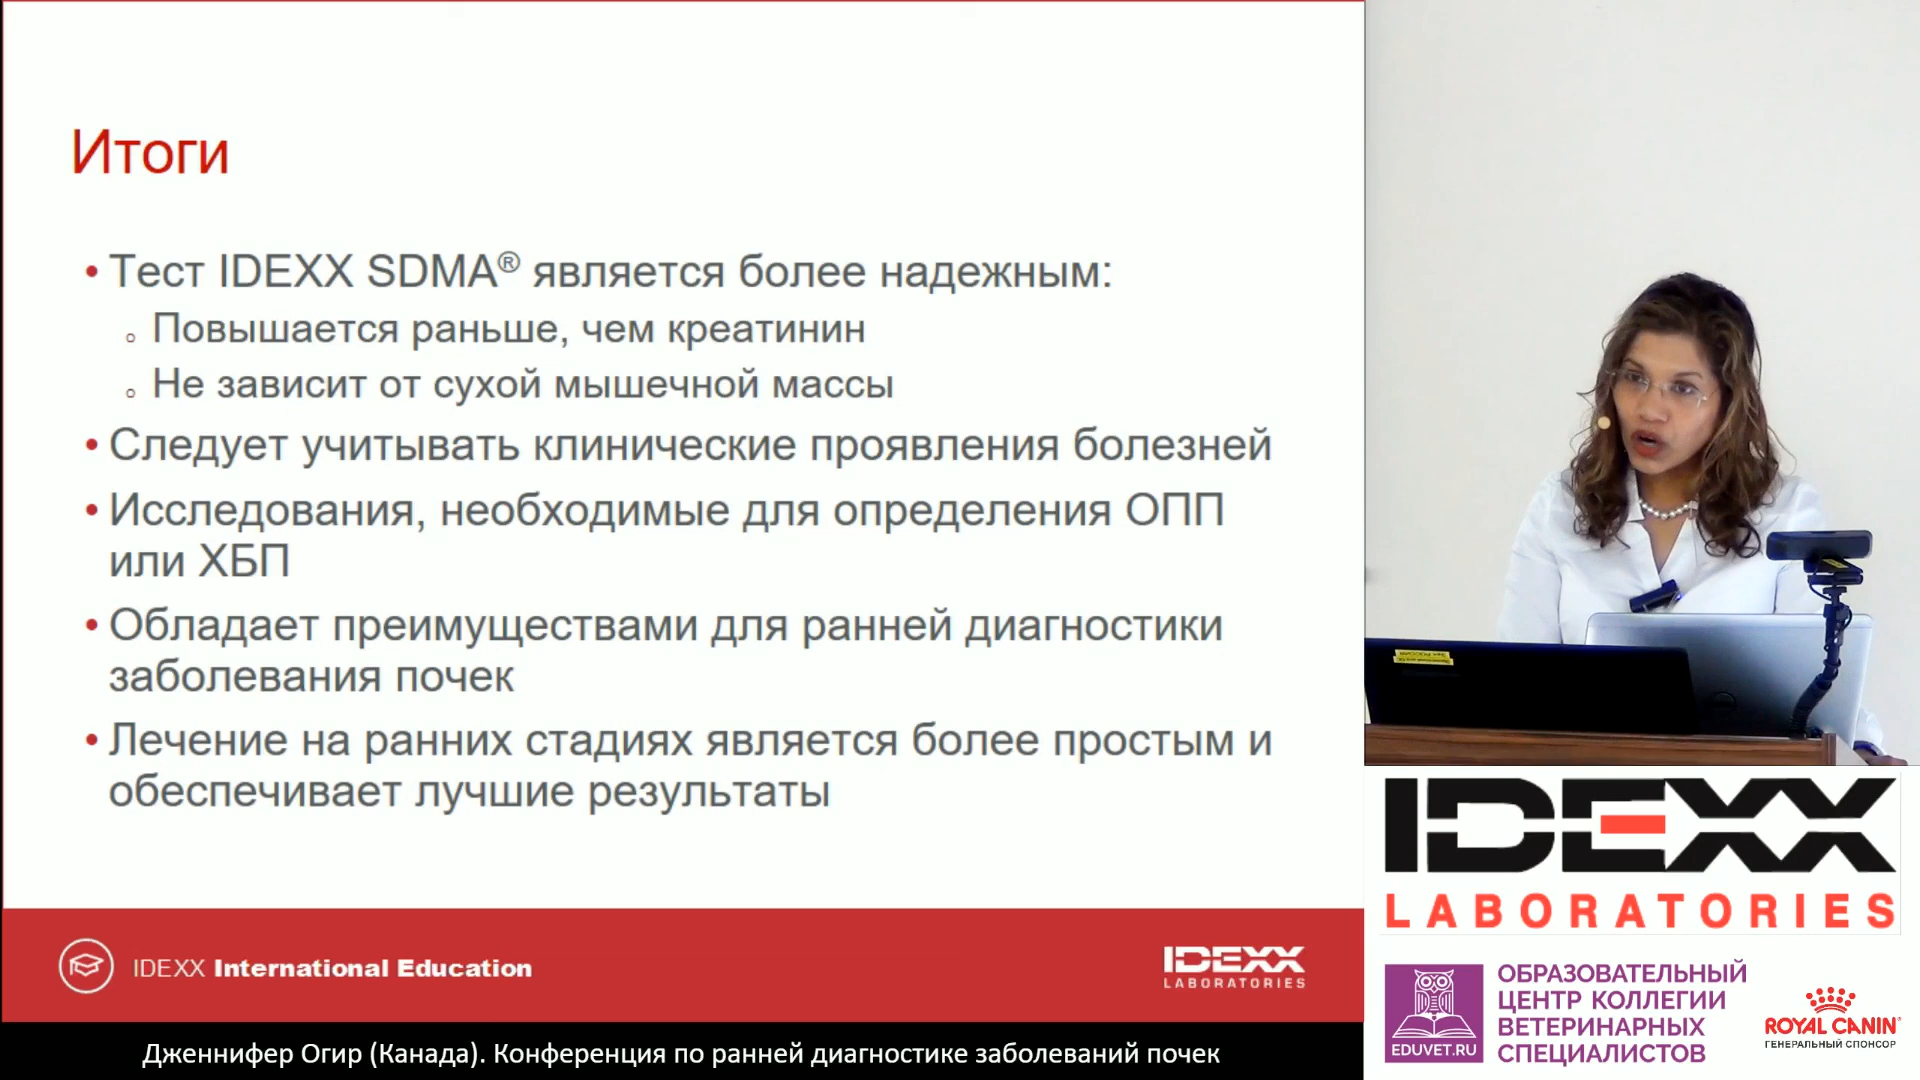 Итоги
• Тест IDEXX SDMA® является более надежным:
o Повышается раньше, чем креатинин
o Не зависит от сухой мышечной массы
• Следует учитывать клинические проявления болезней
• Исследования, необходимые для определения ОПП
или ХБП
• Обладает преимуществами для ранней диагностики
заболевания почек
• Лечение на ранних стадиях является более простым и
обеспечивает лучшие результаты
IDEXX International Education
IDEXX
LABORATORIES
Дженнифер Огир (Канада). Конференция по ранней диагностике заболеваний почек
IDEXX
LABORATORIES
EDUVET.RU
ОБРАЗОВАТЕЛЬНЫЙ
ЦЕНТР КОЛЛЕГИИ
ВЕТЕРИНАРНЫХ
СПЕЦИАЛИСТОВ
ROYAL CANIN
ГЕНЕРАЛЬНЫЙ СПОНСОР